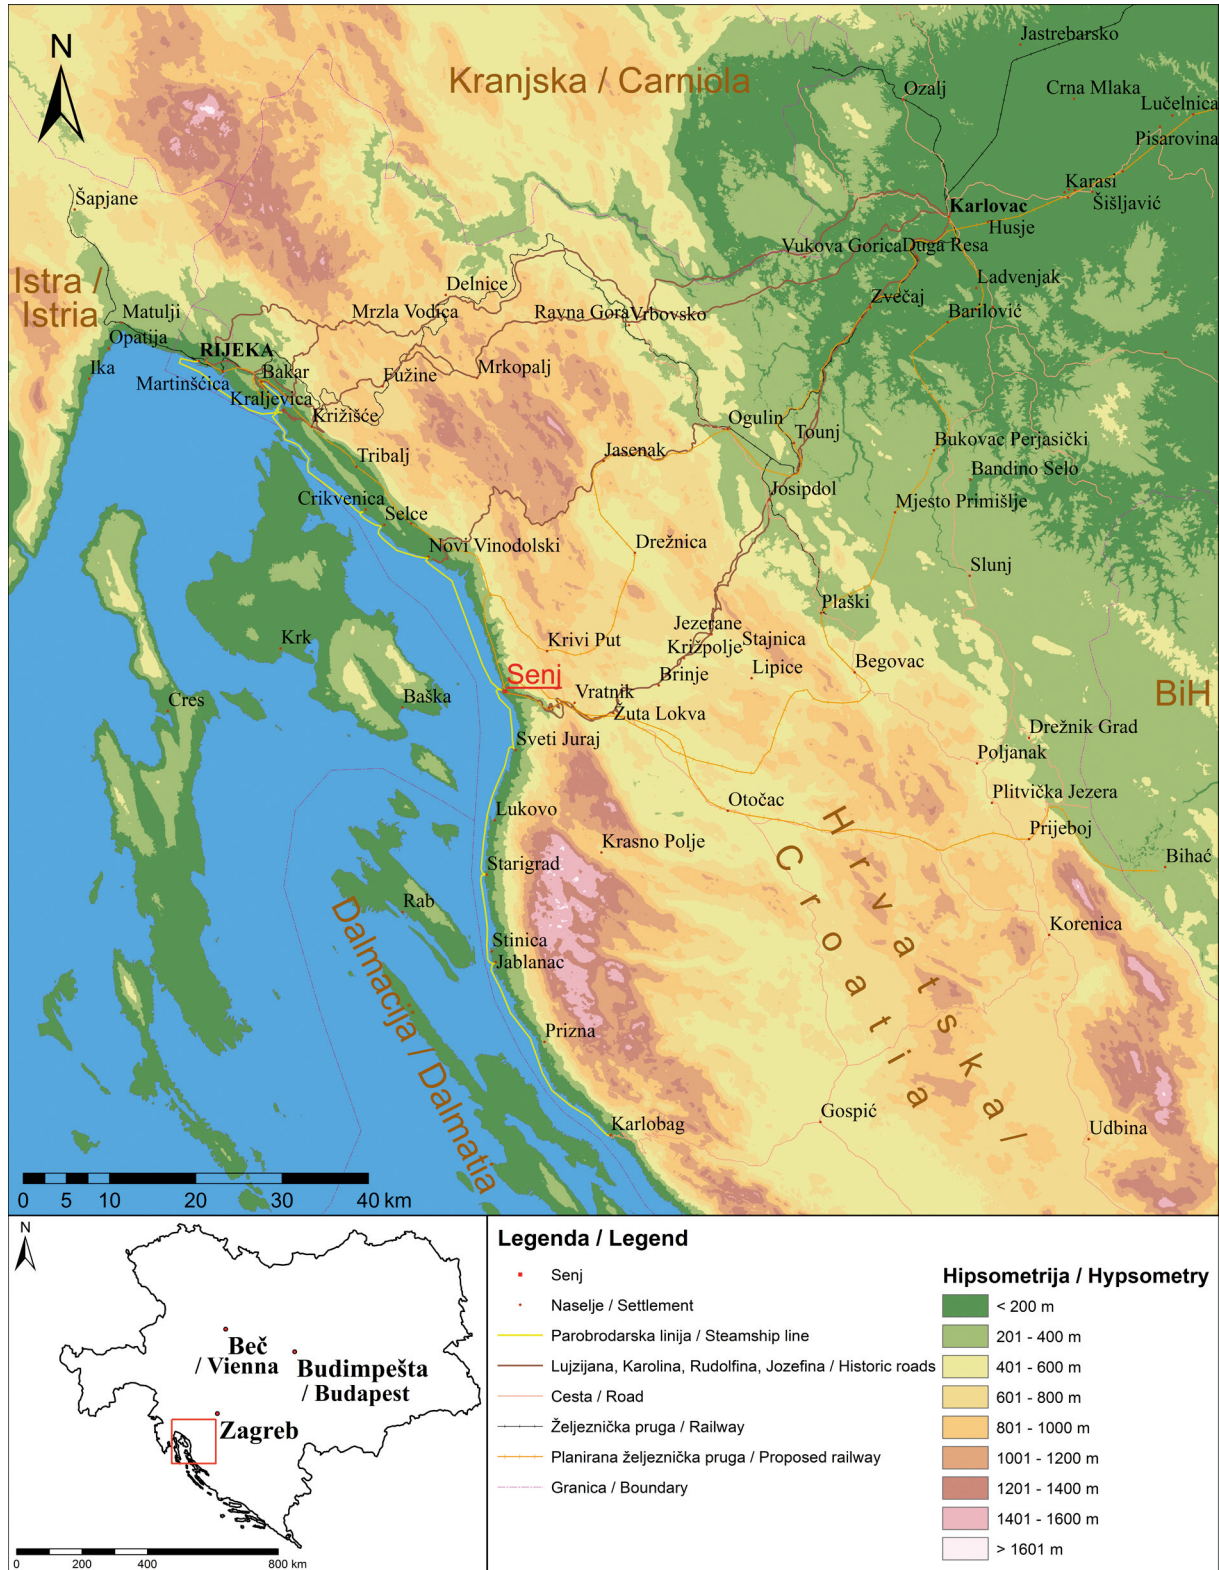 N
Kranjska / Carniola
Jastrebarsko
Ozalj
Crna Mlaka
Lučelnica
Pisarovina
Šapjane
Karasi
Šišljavić
Karlovac
Husje
Vukova Gorica
Duga Resa
Istra /
Istria
Ladvenjak
Delnice
Zvečaj
Matulji
Mrzla Vodica
Ravna Gora
Vrbovsko
Barilović
Opatija
RIJEKA
Ika
Bakar
Martinšćica
Fužine
Mrkopalj
Kraljevica
Križišće
Ogulin
Tounj
Bukovac Perjasički
Tribalj
Jasenak
Bandino Selo
Josipdol
Crikvenica
Selce
Mjesto Primišlje
Novi Vinodolski
Drežnica
Slunj
Plaški
Krk
Krivi Put
Jezerane
Stajnica
Križpolje
Begovac
Senj
Brinje
Lipice
Cres
Baška
Vratnik
BiH
Žuta Lokva
Drežnik Grad
Sveti Juraj
Poljanak
Otočac
Plitvička Jezera
Lukovo
Prijeboj
Krasno Polje
Hrvatska /
Croatia
Starigrad
Bihać
Rab
Korenica
Stinica
Jablanac
Dalmacija / Dalmatia
Prizna
Karlobag
Gospić
Udbina
0 5 10 20 30 40 km
N
Beč
/ Vienna
Budimpešta
/ Budapest
Zagreb
0 200 400 800 km
Legenda / Legend
Senj
Naselje / Settlement
Parobrodarska linija / Steamship line
Lujzijana, Karolina, Rudolfina, Jozefina / Historic roads
Cesta / Road
Željeznička pruga / Railway
Planirana željeznička pruga / Proposed railway
Granica / Boundary
Hipsometrija / Hypsometry
< 200 m
201 - 400 m
401 - 600 m
601 - 800 m
801 - 1000 m
1001 - 1200 m
1201 - 1400 m
1401 - 1600 m
> 1601 m